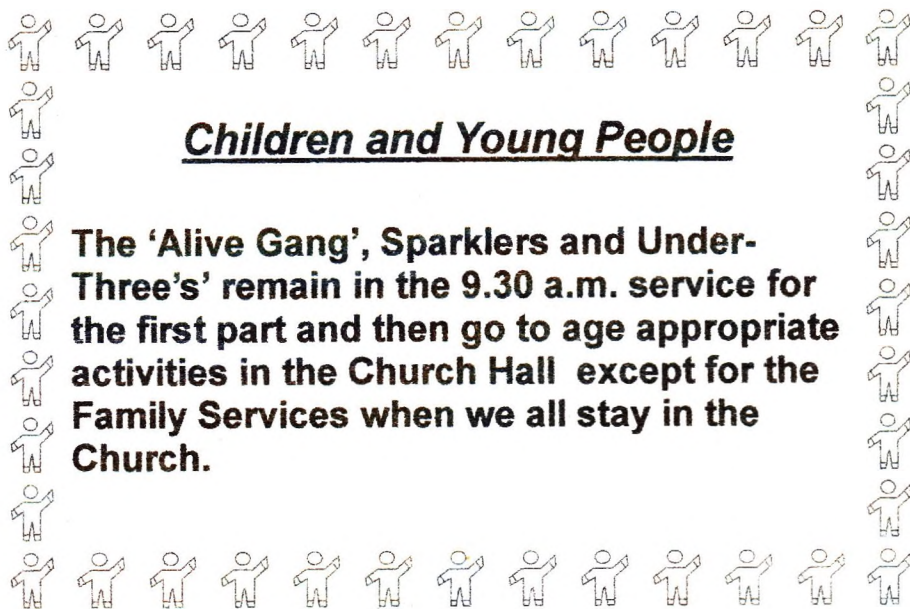 Children and Young People
The ‘Alive Gang’, Sparklers and Under-
Three's’ remain in the 9.30 a.m. service for
the first part and then go to age appropriate
activities in the Church Hall  except for the
Family Services when we all stay in the
Church.